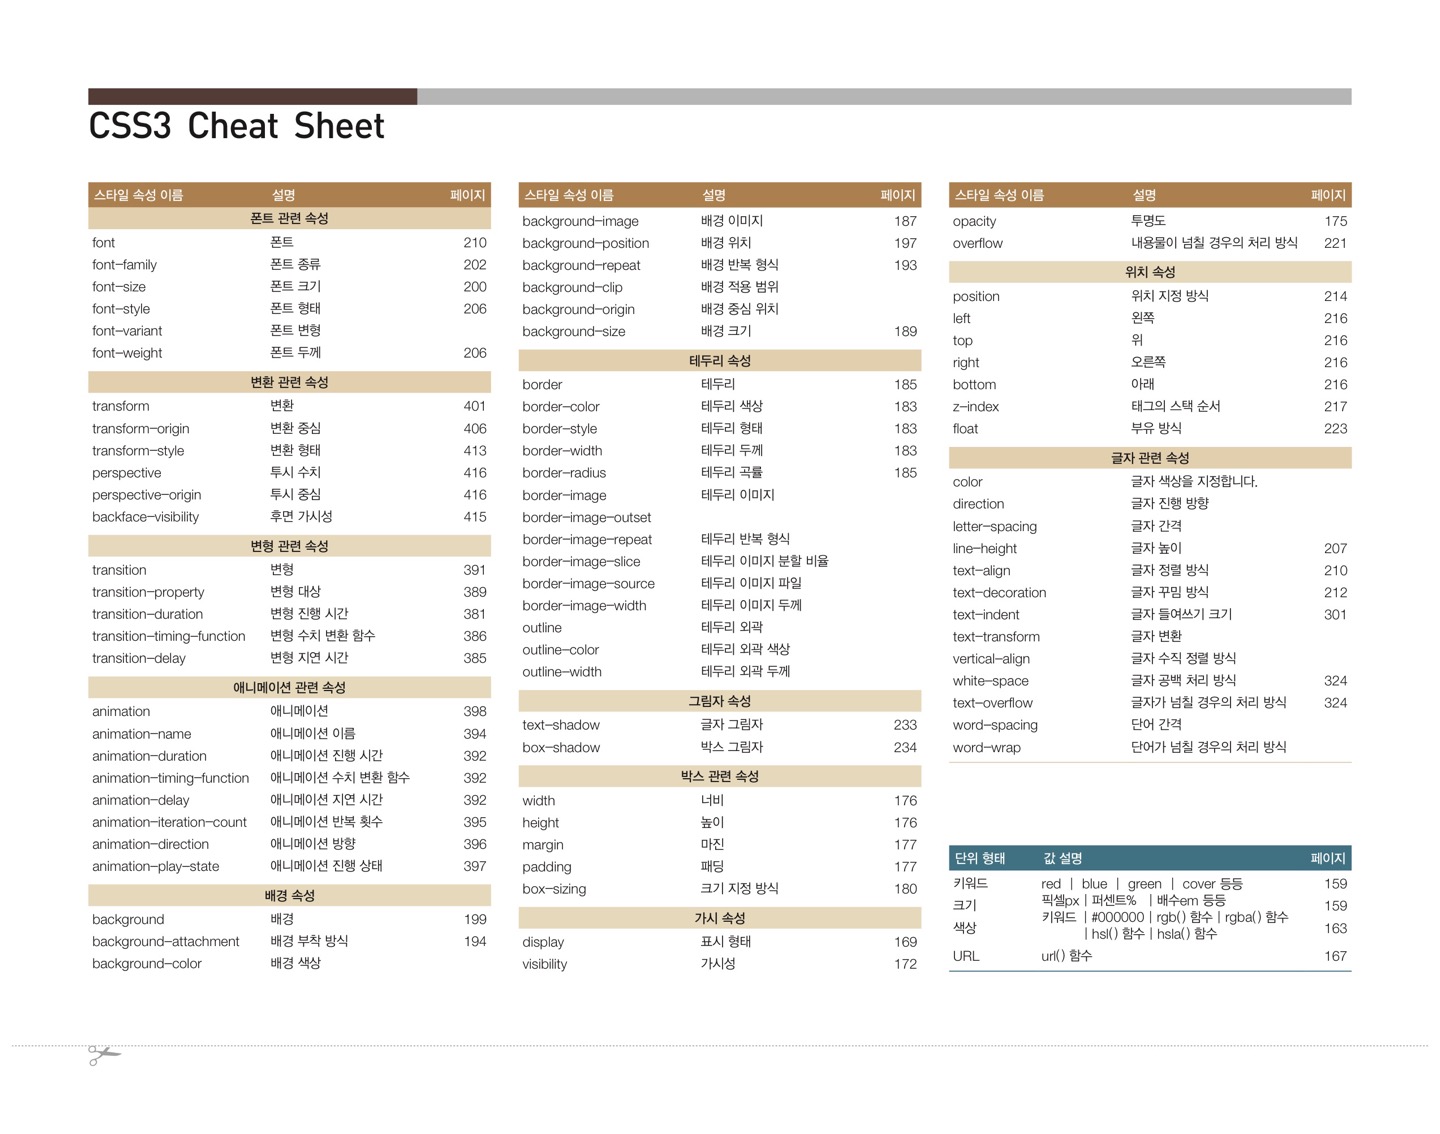 CSS3 Cheat Sheet
스타일 속성 이름 설명 페이지
폰트 관련 속성
font 폰트 210
font-family 폰트 종류 202
font-size 폰트 크기 200
font-style 폰트 형태 206
font-variant 폰트 변형
font-weight 폰트 두께 206
변환 관련 속성
transform 변환 401
transform-origin 변환 중심 406
transform-style 변환 형태 413
perspective 투시 수치 416
perspective-origin 투시 중심 416
backface-visibility 후면 가시성 415
변형 관련 속성
transition 변형 391
transition-property 변형 대상 389
transition-duration 변형 진행 시간 381
transition-timing-function 변형 수치 변환 함수 386
transition-delay 변형 지연 시간 385
애니메이션 관련 속성
animation 애니메이션 398
animation-name 애니메이션 이름 394
animation-duration 애니메이션 진행 시간 392
animation-timing-function 애니메이션 수치 변환 함수 392
animation-delay 애니메이션 지연 시간 392
animation-iteration-count 애니메이션 반복 횟수 395
animation-direction 애니메이션 방향 396
animation-play-state 애니메이션 진행 상태 397
배경 속성
background 배경 199
background-attachment 배경 부착 방식 194
background-color 배경 색상
스타일 속성 이름 설명 페이지
background-image 배경 이미지 187
background-position 배경 위치 197
background-repeat 배경 반복 형식 193
background-clip 배경 적용 범위
background-origin 배경 중심 위치
background-size 배경 크기 189
테두리 속성
border 테두리 185
border-color 테두리 색상 183
border-style 테두리 형태 183
border-width 테두리 두께 183
border-radius 테두리 곡률 185
border-image 테두리 이미지
border-image-outset
border-image-repeat 테두리 반복 형식
border-image-slice 테두리 이미지 분할 비율
border-image-source 테두리 이미지 파일
border-image-width 테두리 이미지 두께
outline 테두리 외곽
outline-color 테두리 외곽 색상
outline-width 테두리 외곽 두께
그림자 속성
text-shadow 글자 그림자 233
box-shadow 박스 그림자 234
박스 관련 속성
width 너비 176
height 높이 176
margin 마진 177
padding 패딩 177
box-sizing 크기 지정 방식 180
가시 속성
display 표시 형태 169
visibility 가시성 172
스타일 속성 이름 설명 페이지
opacity 투명도 175
overflow 내용물이 넘칠 경우의 처리 방식 221
위치 속성
position 위치 지정 방식 214
left 왼쪽 216
top 위 216
right 오른쪽 216
bottom 아래 216
z-index 태그의 스택 순서 217
float 부유 방식 223
글자 관련 속성
color 글자 색상을 지정합니다.
direction 글자 진행 방향
letter-spacing 글자 간격
line-height 글자 높이 207
text-align 글자 정렬 방식 210
text-decoration 글자 꾸밈 방식 212
text-indent 글자 들여쓰기 크기 301
text-transform 글자 변환
vertical-align 글자 수직 정렬 방식
white-space 글자 공백 처리 방식 324
text-overflow 글자가 넘칠 경우의 처리 방식 324
word-spacing 단어 간격
word-wrap 단어가 넘칠 경우의 처리 방식
단위 형태 값 설명 페이지
키워드 red | blue | green | cover 등등 159
크기 픽셀px | 퍼센트% | 배수em 등등 159
색상 키워드 | #000000 | rgb() 함수 | rgba() 함수 163
| hsl() 함수 | hsla() 함수
URL url() 함수 167